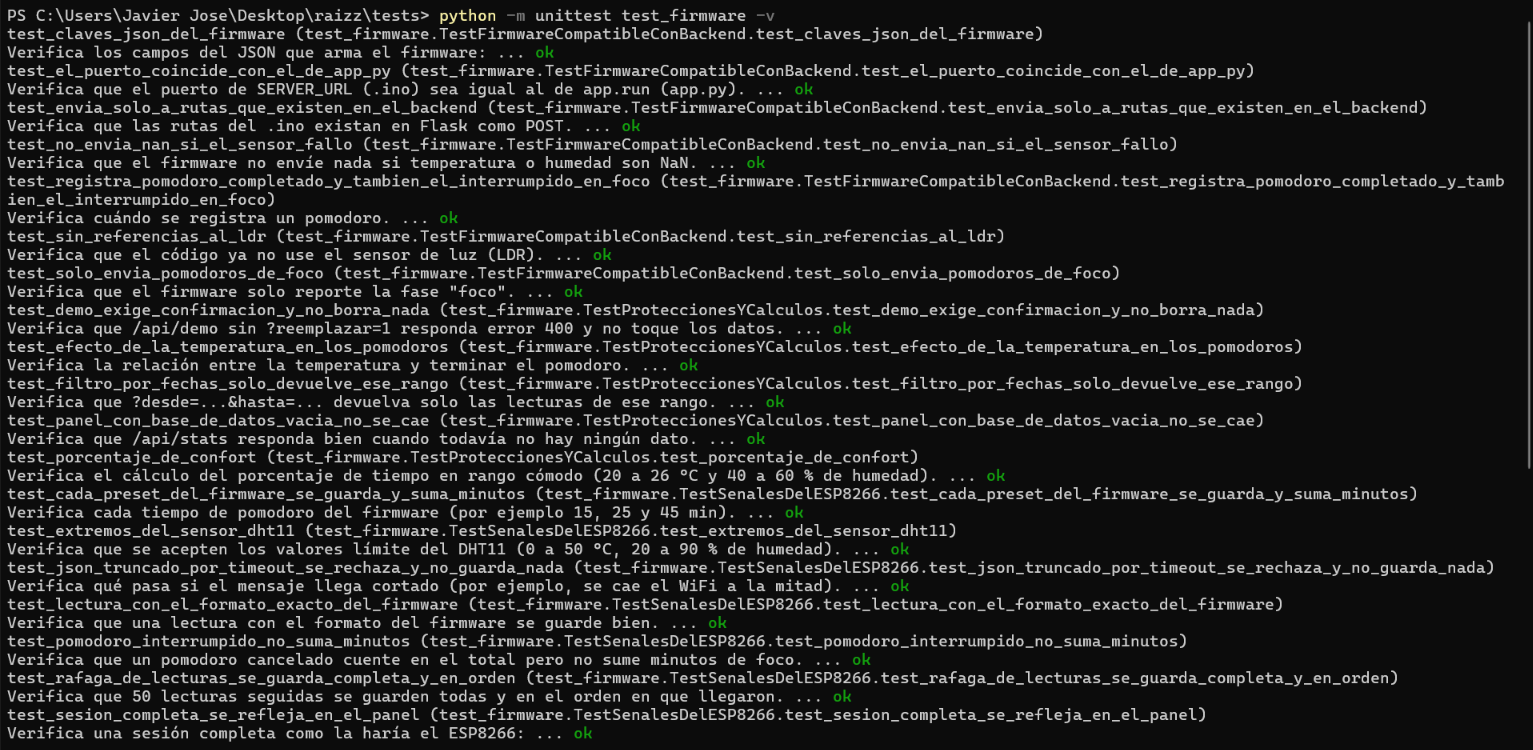 PS C:\Users\Javier Jose\Desktop\raizz\tests> python -m unittest test_firmware -v
test_claves_json_del_firmware (test_firmware.TestFirmwareCompatibleConBackend.test_claves_json_del_firmware)
Verifica los campos del JSON que arma el firmware: ... ok
test_el_puerto_coincide_con_el_de_app_py (test_firmware.TestFirmwareCompatibleConBackend.test_el_puerto_coincide_con_el_de_app_py)
Verifica que el puerto de SERVER_URL (.ino) sea igual al de app.run (app.py). ... ok
test_envia_solo_a_rutas_que_existen_en_el_backend (test_firmware.TestFirmwareCompatibleConBackend.test_envia_solo_a_rutas_que_existen_en_el_backend)
Verifica que las rutas del .ino existan en Flask como POST. ... ok
test_no_envia_nan_si_el_sensor_fallo (test_firmware.TestFirmwareCompatibleConBackend.test_no_envia_nan_si_el_sensor_fallo)
Verifica que el firmware no envíe nada si temperatura o humedad son NaN. ... ok
test_registra_pomodoro_completado_y_tambien_el_interrumpido_en_foco (test_firmware.TestFirmwareCompatibleConBackend.test_registra_pomodoro_completado_y_tamb
ien_el_interrumpido_en_foco)
Verifica cuándo se registra un pomodoro. ... ok
test_sin_referencias_al_ldr (test_firmware.TestFirmwareCompatibleConBackend.test_sin_referencias_al_ldr)
Verifica que el código ya no use el sensor de luz (LDR). ... ok
test_solo_envia_pomodoros_de_foco (test_firmware.TestFirmwareCompatibleConBackend.test_solo_envia_pomodoros_de_foco)
Verifica que el firmware solo reporte la fase "foco". ... ok
test_demo_exige_confirmacion_y_no_borra_nada (test_firmware.TestProteccionesYCalculos.test_demo_exige_confirmacion_y_no_borra_nada)
Verifica que /api/demo sin ?reemplazar=1 responda error 400 y no toque los datos. ... ok
test_efecto_de_la_temperatura_en_los_pomodoros (test_firmware.TestProteccionesYCalculos.test_efecto_de_la_temperatura_en_los_pomodoros)
Verifica la relación entre la temperatura y terminar el pomodoro. ... ok
test_filtro_por_fechas_solo_devuelve_ese_rango (test_firmware.TestProteccionesYCalculos.test_filtro_por_fechas_solo_devuelve_ese_rango)
Verifica que ?desde=...&hasta=... devuelva solo las lecturas de ese rango. ... ok
test_panel_con_base_de_datos_vacia_no_se_cae (test_firmware.TestProteccionesYCalculos.test_panel_con_base_de_datos_vacia_no_se_cae)
Verifica que /api/stats responda bien cuando todavía no hay ningún dato. ... ok
test_porcentaje_de_confort (test_firmware.TestProteccionesYCalculos.test_porcentaje_de_confort)
Verifica el cálculo del porcentaje de tiempo en rango cómodo (20 a 26 °C y 40 a 60 % de humedad). ... ok
test_cada_preset_del_firmware_se_guarda_y_suma_minutos (test_firmware.TestSenalesDelESP8266.test_cada_preset_del_firmware_se_guarda_y_suma_minutos)
Verifica cada tiempo de pomodoro del firmware (por ejemplo 15, 25 y 45 min). ... ok
test_extremos_del_sensor_dht11 (test_firmware.TestSenalesDelESP8266.test_extremos_del_sensor_dht11)
Verifica que se acepten los valores límite del DHT11 (0 a 50 °C, 20 a 90 % de humedad). ... ok
test_json_truncado_por_timeout_se_rechaza_y_no_guarda_nada (test_firmware.TestSenalesDelESP8266.test_json_truncado_por_timeout_se_rechaza_y_no_guarda_nada)
Verifica qué pasa si el mensaje llega cortado (por ejemplo, se cae el WiFi a la mitad). ... ok
test_lectura_con_el_formato_exacto_del_firmware (test_firmware.TestSenalesDelESP8266.test_lectura_con_el_formato_exacto_del_firmware)
Verifica que una lectura con el formato del firmware se guarde bien. ... ok
test_pomodoro_interrumpido_no_suma_minutos (test_firmware.TestSenalesDelESP8266.test_pomodoro_interrumpido_no_suma_minutos)
Verifica que un pomodoro cancelado cuente en el total pero no sume minutos de foco. ... ok
test_rafaga_de_lecturas_se_guarda_completa_y_en_orden (test_firmware.TestSenalesDelESP8266.test_rafaga_de_lecturas_se_guarda_completa_y_en_orden)
Verifica que 50 lecturas seguidas se guarden todas y en el orden en que llegaron. ... ok
test_sesion_completa_se_refleja_en_el_panel (test_firmware.TestSenalesDelESP8266.test_sesion_completa_se_refleja_en_el_panel)
Verifica una sesión completa como la haría el ESP8266: ... ok